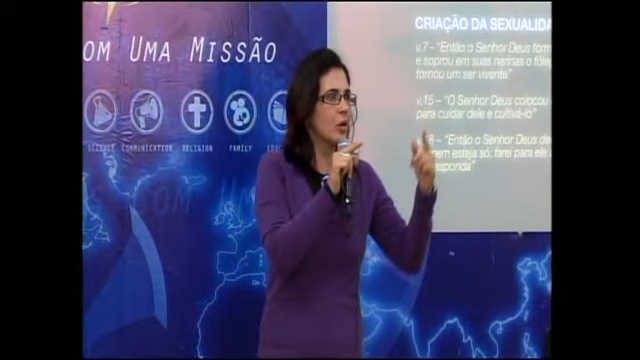 OM UMA MISSÃO
SCIENCE COMMUNICATION RELIGION FAMILY
CRIAÇÃO DA SEXUALIDA
v.7 - "Então o Senhor Deus form
e soprou em suas narinas o fôleg
tornou um ser vivente"
v.15 – "O Senhor Deus colocou
para cuidar dele e cultivá-lo"
"Então o Senhor Deus de
esteja só; farei para ele